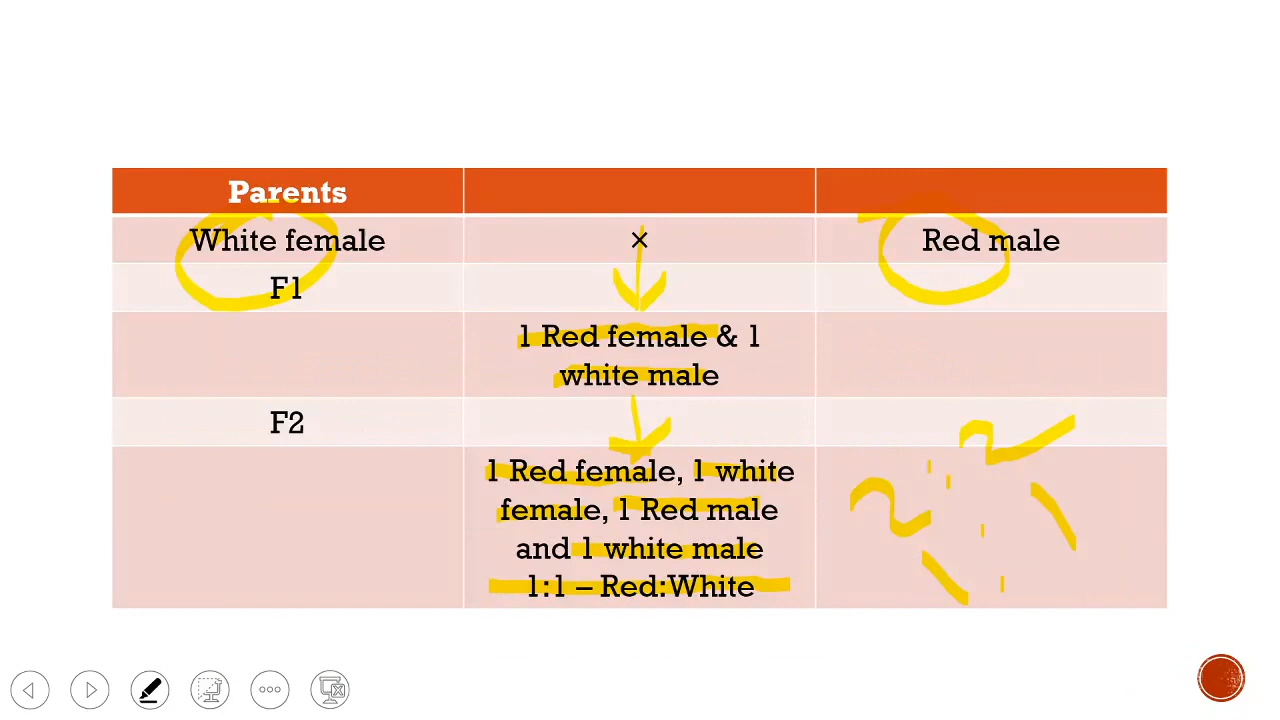 Parents
White female × Red male
F1
1 Red female & 1
white male
F2
1 Red female, 1 white
female, 1 Red male
and 1 white male
1:1 – Red:White